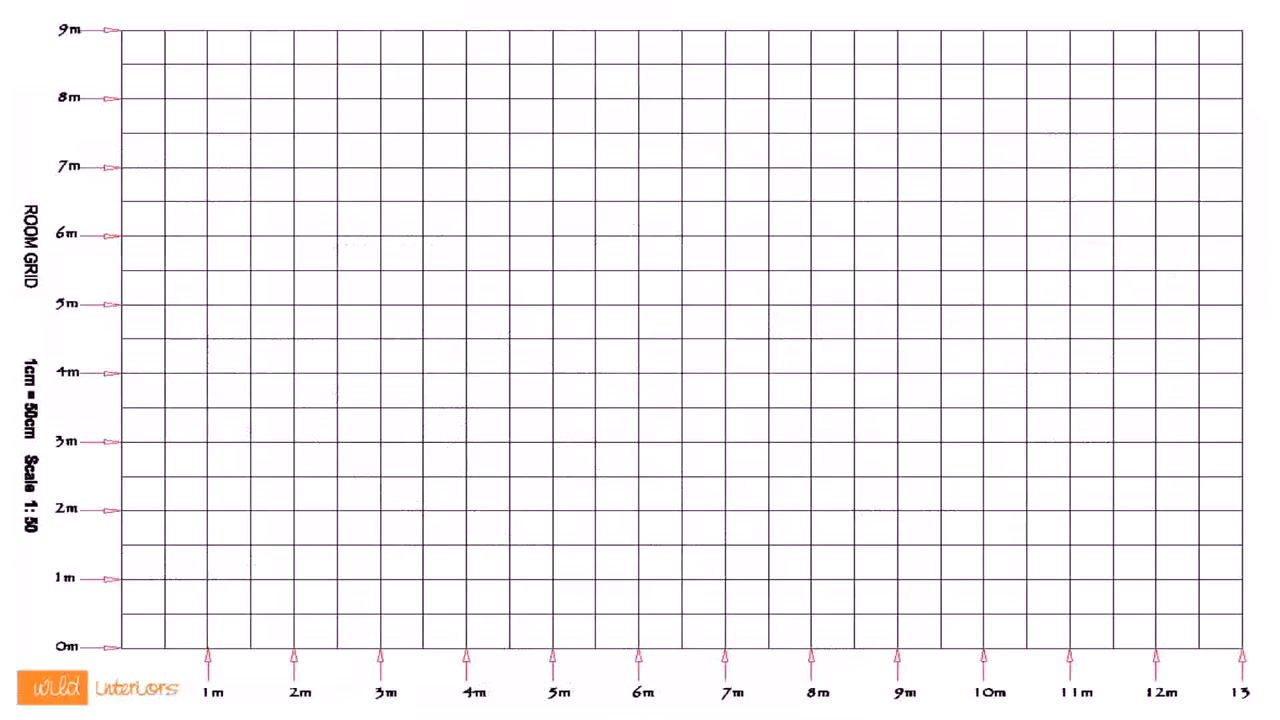 9m
8m
7m
6m
5m
4m
3m
2m
1m
0m
ROOM GRID
1cm = 50cm Scale 1:50
1m 2m 3m 4m 5m 6m 7m 8m 9m 10m 11m 12m 13
wild Interiors